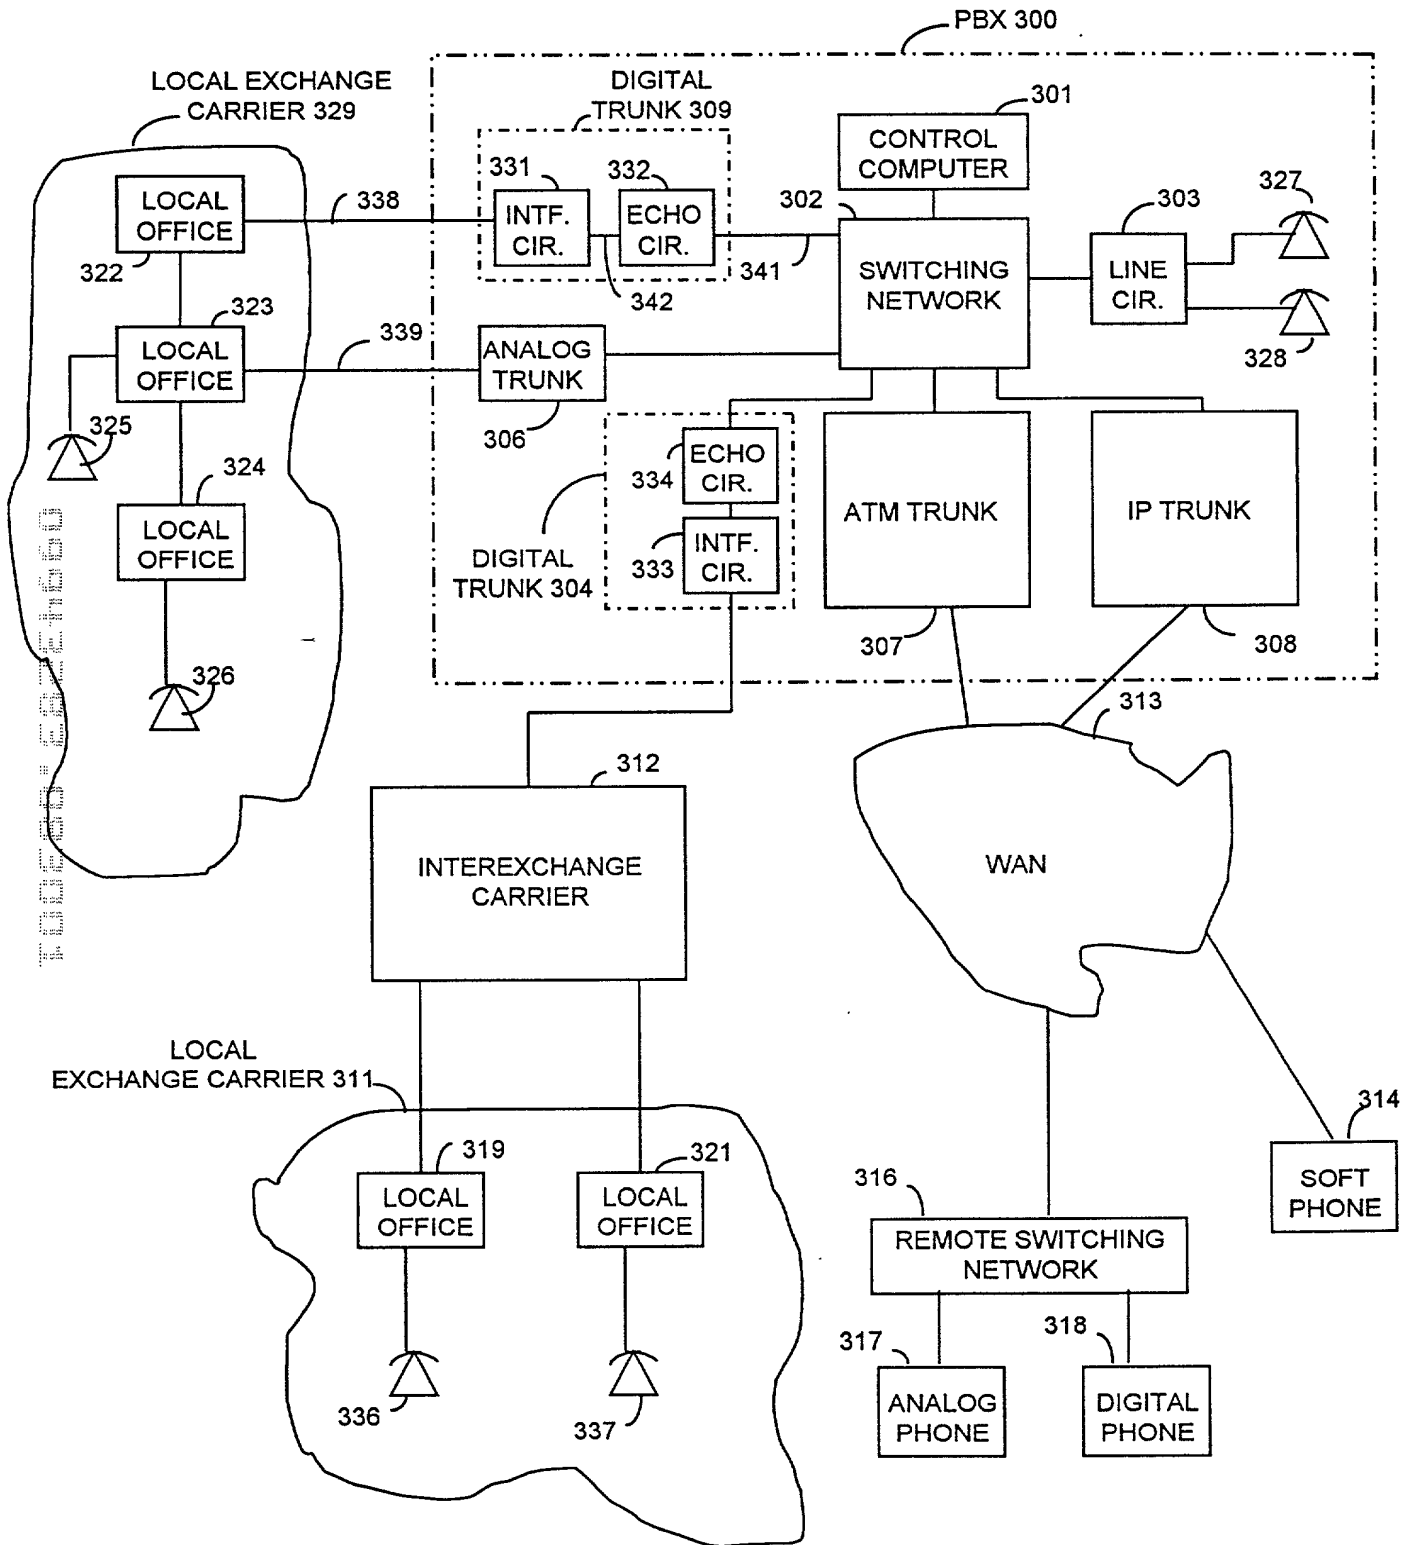 PBX 300
LOCAL EXCHANGE
CARRIER 329
DIGITAL
TRUNK 309
301
CONTROL
COMPUTER
331
332
302
303
327
LOCAL
OFFICE
322
338
INTF.
CIR.
342
ECHO
CIR.
341
SWITCHING
NETWORK
LINE
CIR.
328
323
LOCAL
OFFICE
339
ANALOG
TRUNK
306
325
324
LOCAL
OFFICE
326
334
ECHO
CIR.
333
INTF.
CIR.
DIGITAL
TRUNK 304
ATM TRUNK
307
IP TRUNK
308
313
WAN
312
INTEREXCHANGE
CARRIER
LOCAL
EXCHANGE CARRIER 311
319
LOCAL
OFFICE
336
321
LOCAL
OFFICE
337
314
SOFT
PHONE
316
REMOTE SWITCHING
NETWORK
317
ANALOG
PHONE
318
DIGITAL
PHONE